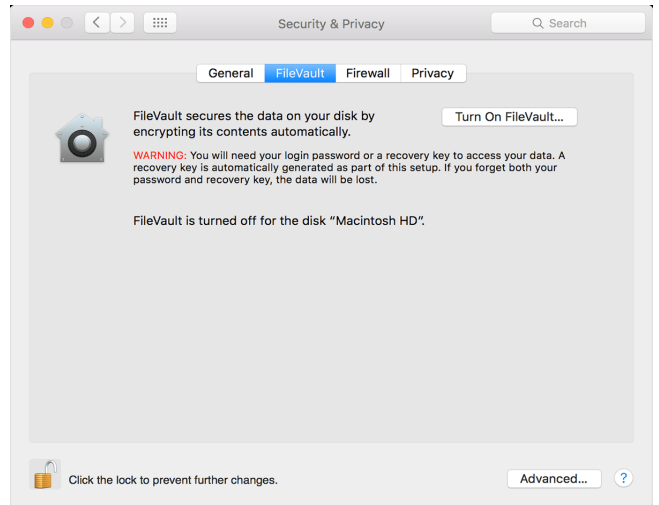 Security & Privacy
Search
General FileVault Firewall Privacy
FileVault secures the data on your disk by
encrypting its contents automatically.
Turn On FileVault...
WARNING: You will need your login password or a recovery key to access your data. A
recovery key is automatically generated as part of this setup. If you forget both your
password and recovery key, the data will be lost.
FileVault is turned off for the disk “Macintosh HD”.
Click the lock to prevent further changes.
Advanced...
?